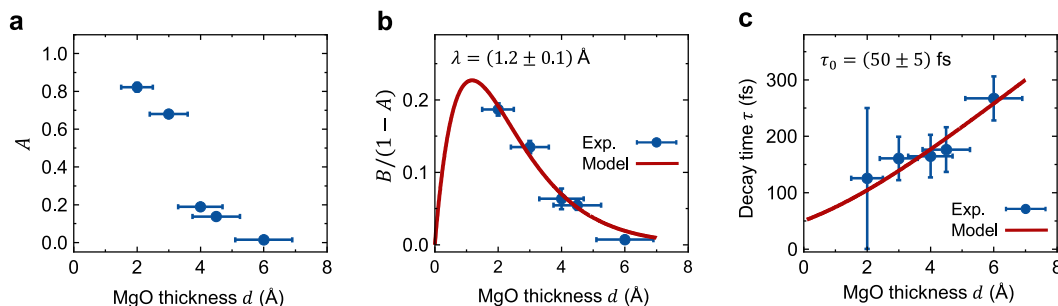 a
1.0
0.8
0.6
0.4
0.2
0.0
A
0 2 4 6 8
MgO thickness d (Å)
b
λ = (1.2 ± 0.1) Å
0.2
0.1
0.0
B/(1 − A)
Exp.
Model
0 2 4 6 8
MgO thickness d (Å)
c
τ₀ = (50 ± 5) fs
400
300
200
100
0
Decay time τ (fs)
Exp.
Model
0 2 4 6 8
MgO thickness d (Å)